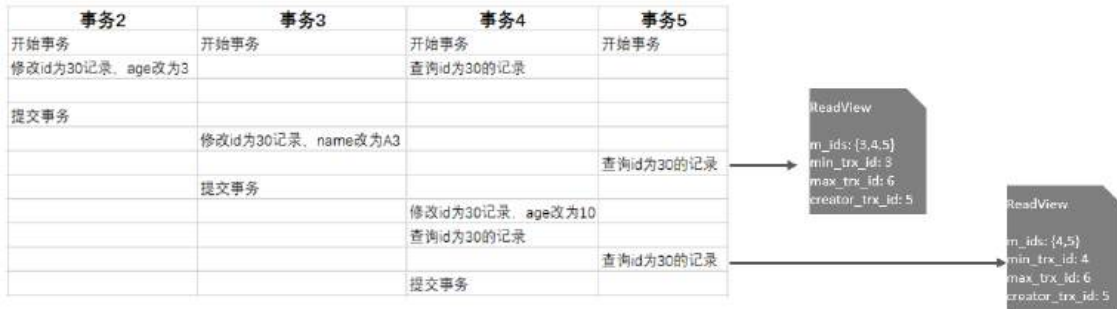 事务2 事务3 事务4 事务5
开始事务 开始事务 开始事务 开始事务
修改id为30记录、age改为3 查询id为30的记录
提交事务
修改id为30记录、name改为A3
查询id为30的记录
提交事务
修改id为30记录、age改为10
查询id为30的记录
查询id为30的记录
提交事务
ReadView
m_ids: {3,4,5}
min_trx_id: 3
max_trx_id: 6
creator_trx_id: 5
ReadView
m_ids: {4,5}
min_trx_id: 4
max_trx_id: 6
creator_trx_id: 5